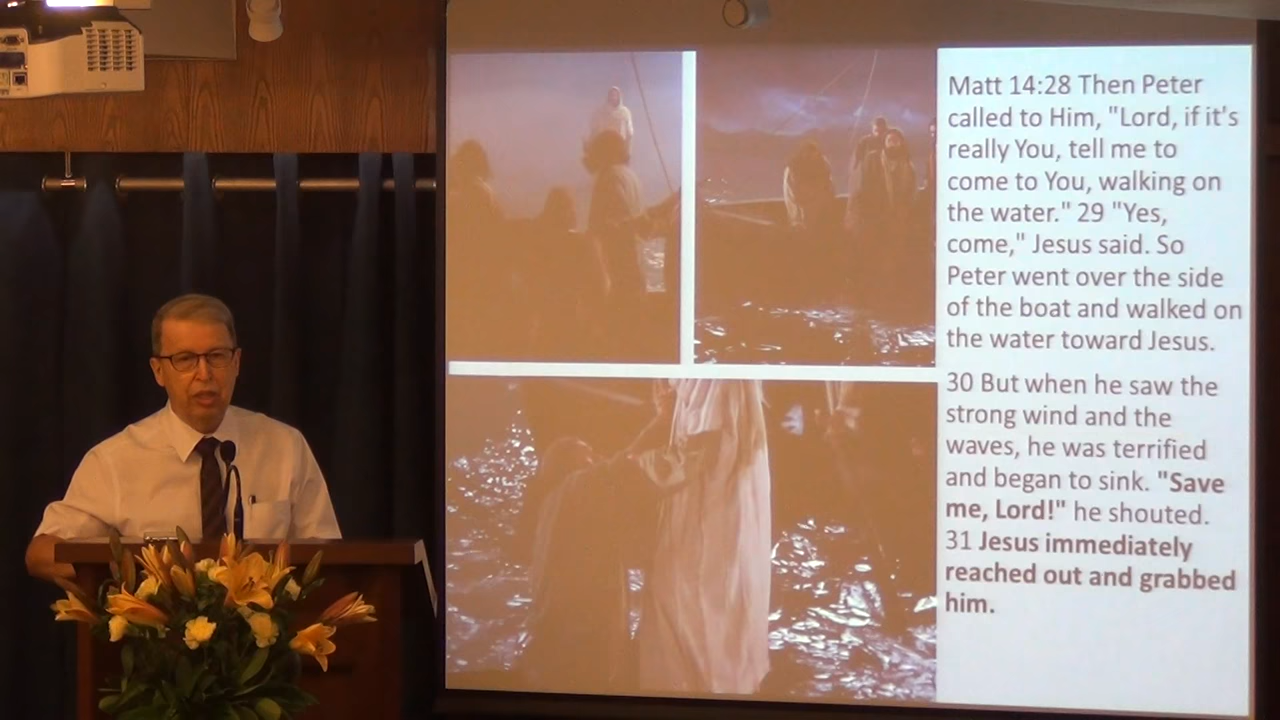 Matt 14:28 Then Peter
called to Him, "Lord, if it's
really You, tell me to
come to You, walking on
the water." 29 "Yes,
come," Jesus said. So
Peter went over the side
of the boat and walked on
the water toward Jesus.
30 But when he saw the
strong wind and the
waves, he was terrified
and began to sink. "Save
me, Lord!" he shouted.
31 Jesus immediately
reached out and grabbed
him.